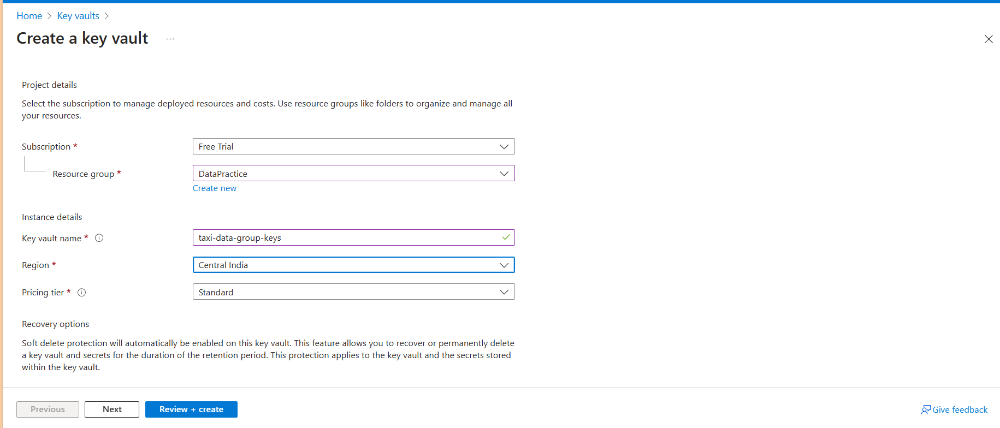 Home > Key vaults >
Create a key vault ...
Project details
Select the subscription to manage deployed resources and costs. Use resource groups like folders to organize and manage all
your resources.
Subscription *
Free Trial
Resource group *
DataPractice
Create new
Instance details
Key vault name *
taxi-data-group-keys
Region *
Central India
Pricing tier *
Standard
Recovery options
Soft delete protection will automatically be enabled on this key vault. This feature allows you to recover or permanently delete
a key vault and secrets for the duration of the retention period. This protection applies to the key vault and the secrets stored
within the key vault.
Previous
Next
Review + create
Give feedback